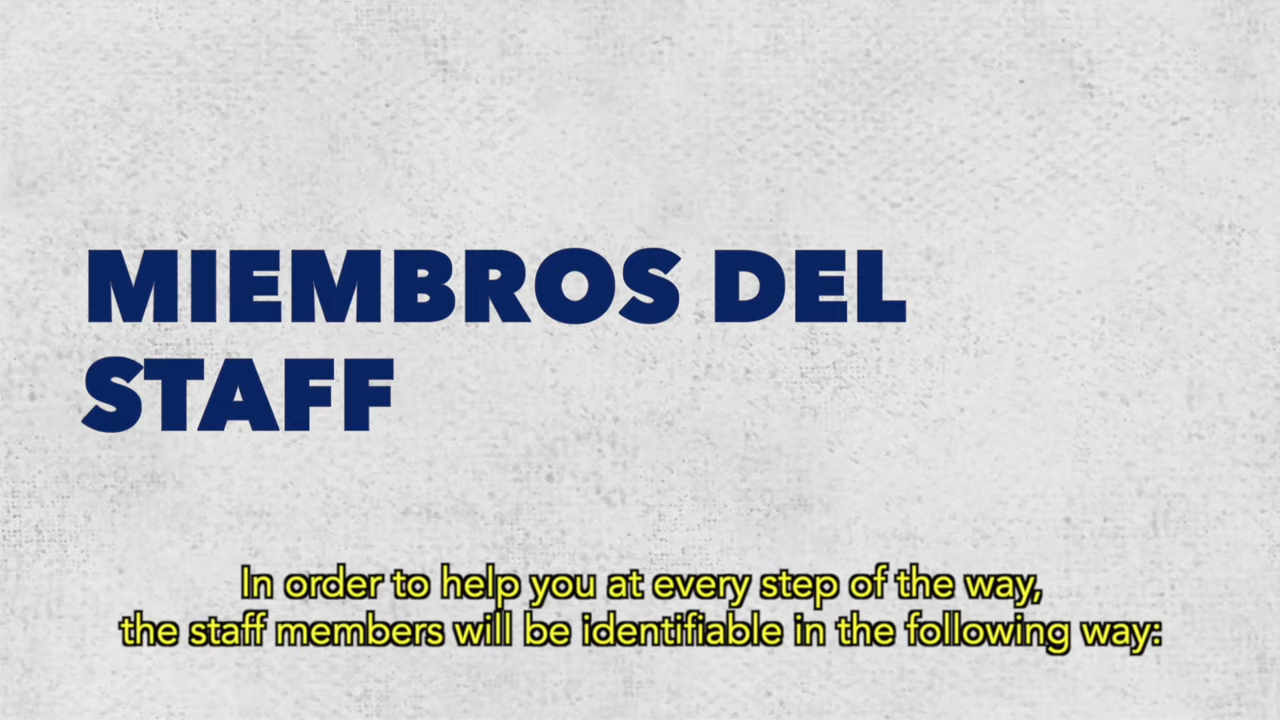 MIEMBROS DEL
STAFF
In order to help you at every step of the way,
the staff members will be identifiable in the following way: